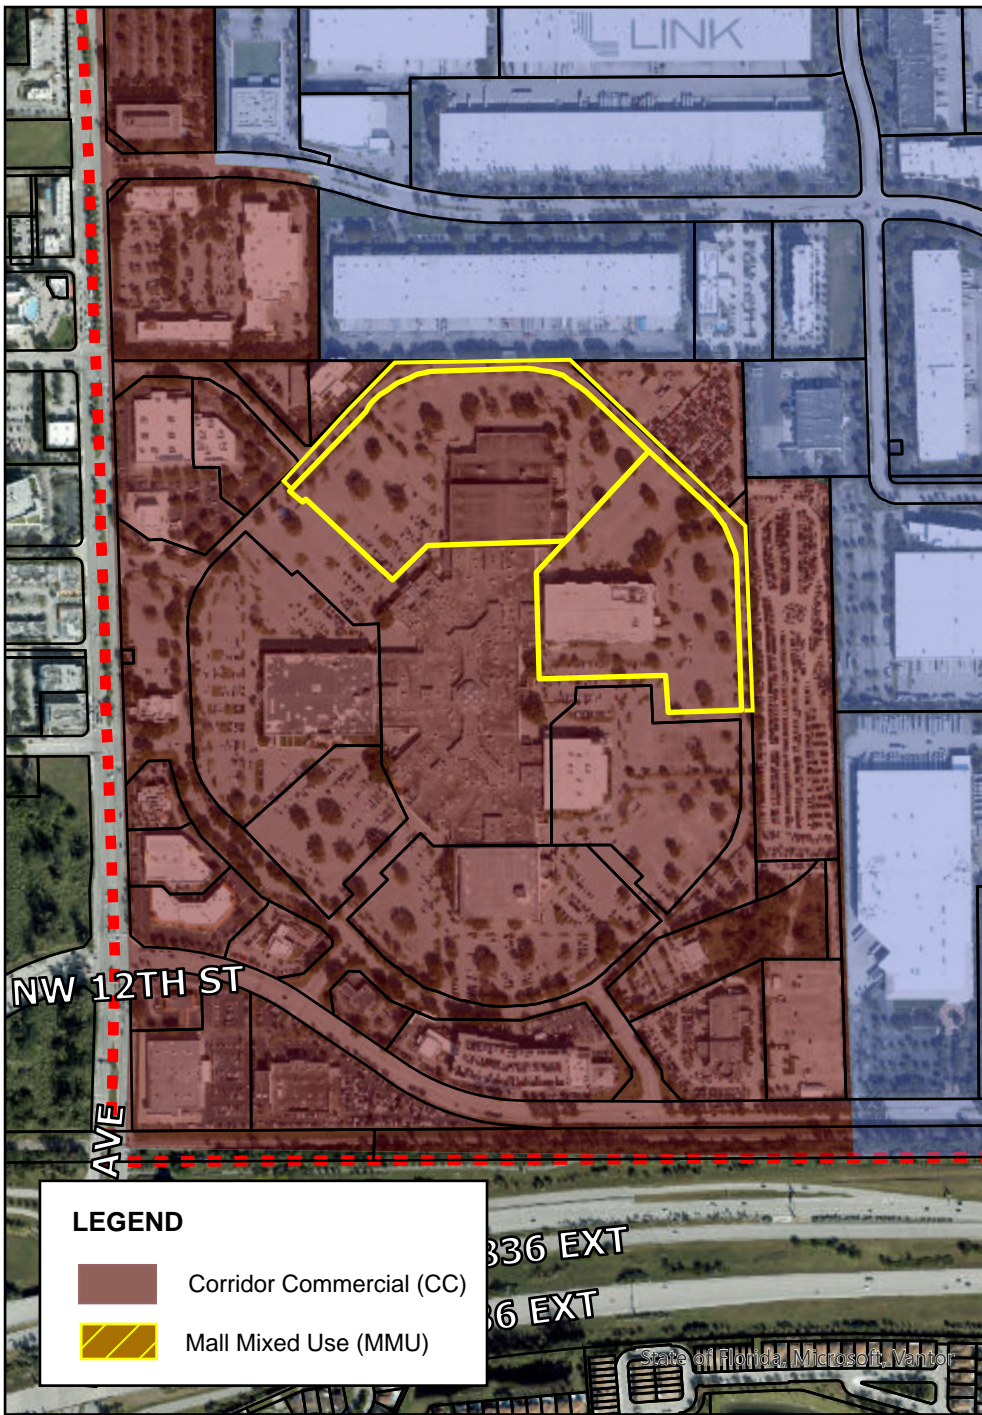 LINK
NW 12TH ST
AVE
836 EXT
36 EXT
LEGEND
Corridor Commercial (CC)
Mall Mixed Use (MMU)
State of Florida, Microsoft, Vantor